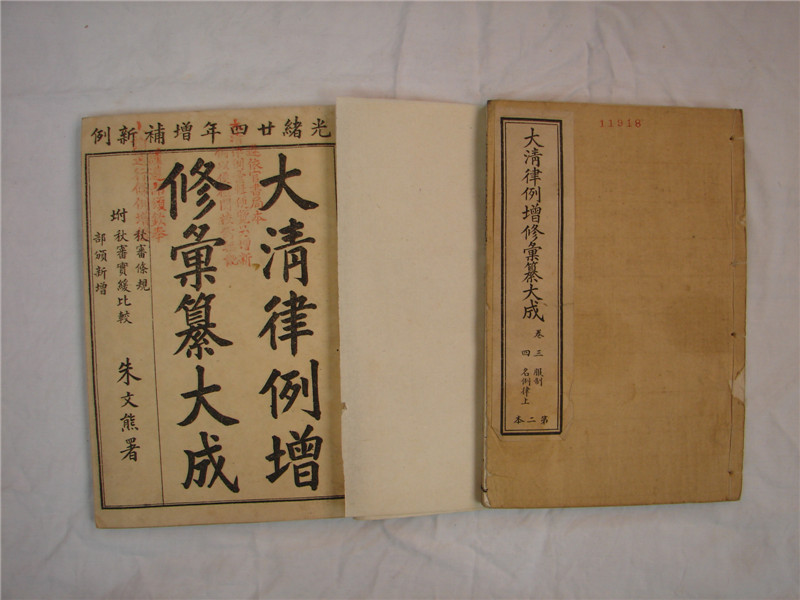 光緒廿四年增補新例
大清律例增
修彙纂大成
坿
秋審條規
秋審實緩比較
部頒新增
朱文熊署
11918
大清律例增修彙纂大成
卷
三 服制
四 名例律上
第二本